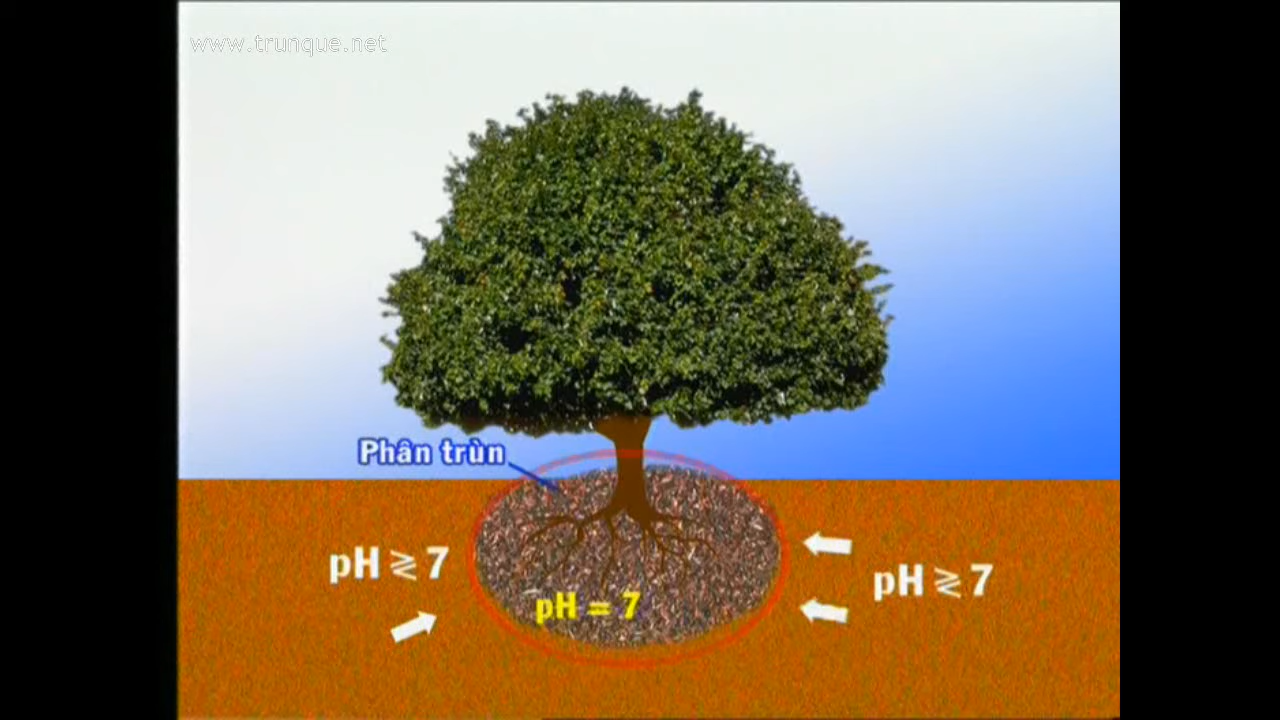 www.trunque.net
Phân trùn
pH ≷ 7
pH ≷ 7
pH = 7